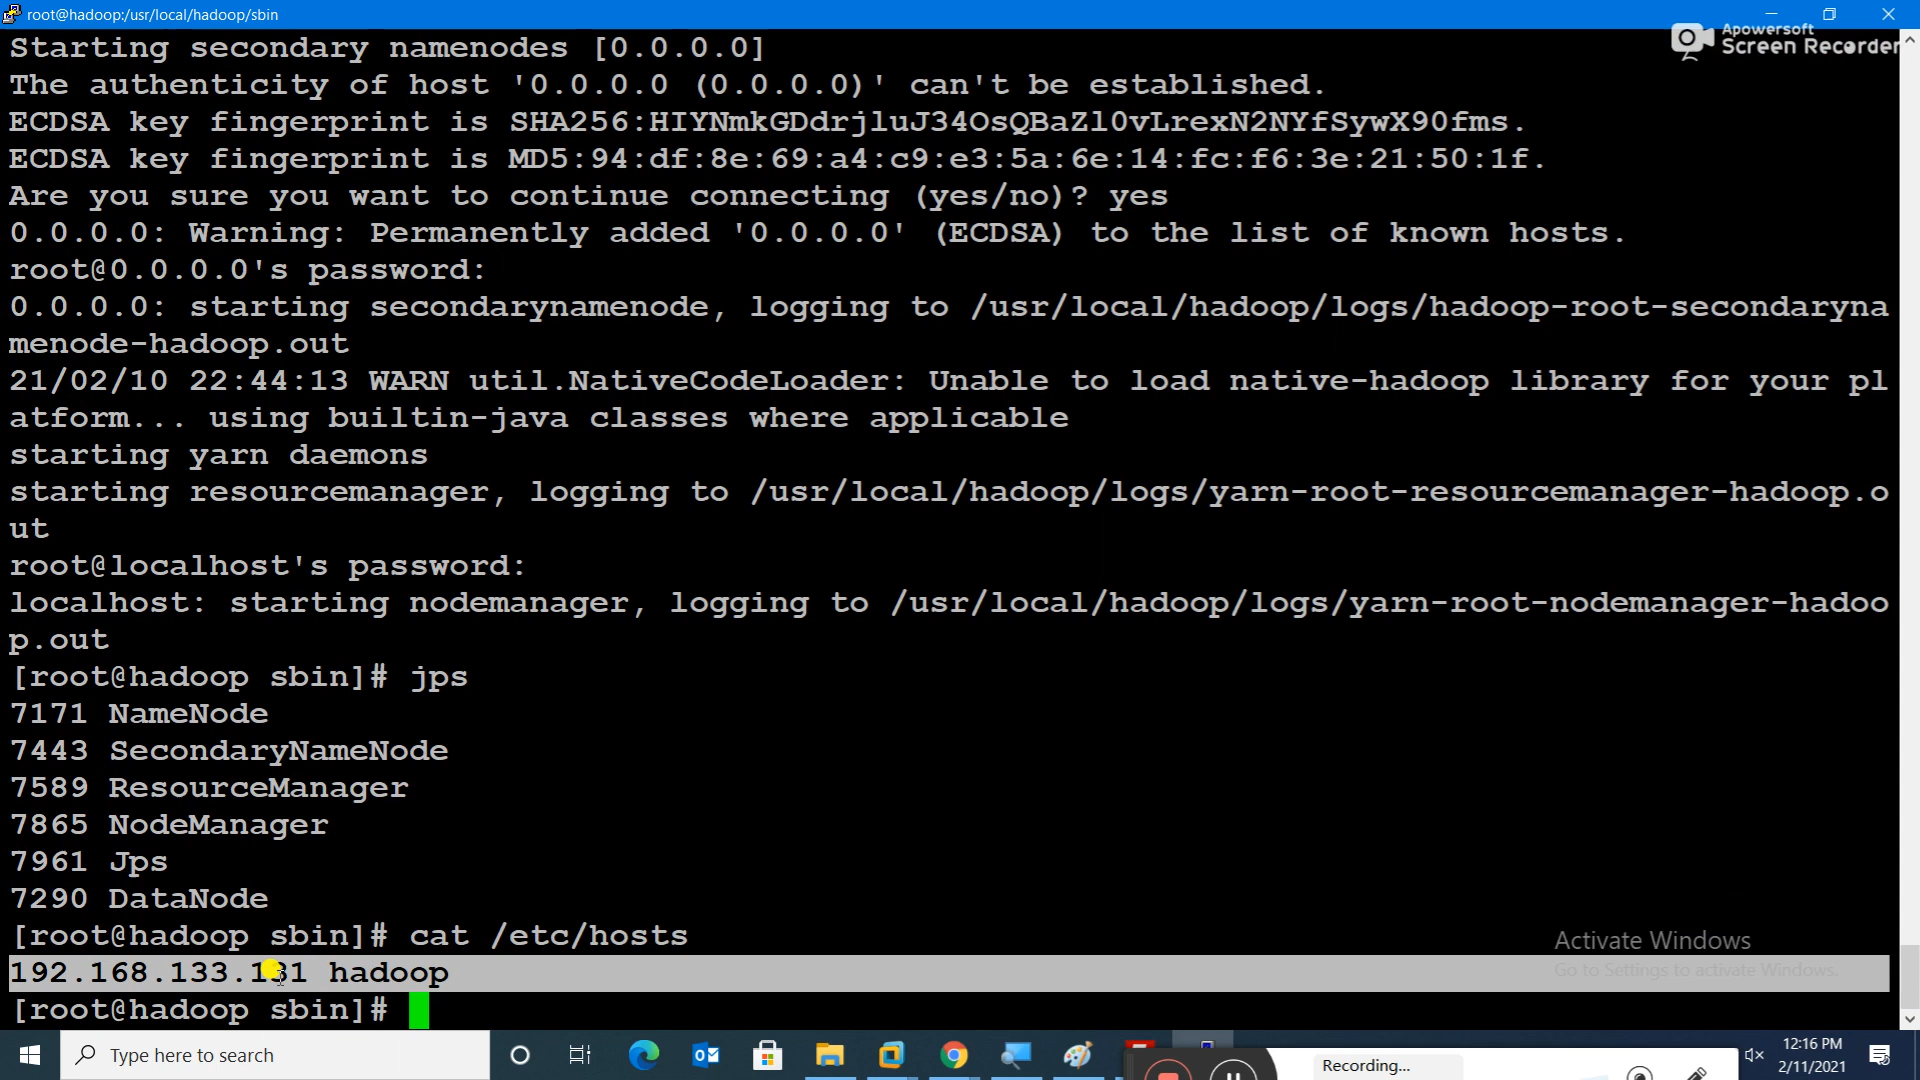 root@hadoop:/usr/local/hadoop/sbin
Apowersoft
Screen Recorder
Starting secondary namenodes [0.0.0.0]
The authenticity of host '0.0.0.0 (0.0.0.0)' can't be established.
ECDSA key fingerprint is SHA256:HIYNmkGDdrjluJ34OsQBaZl0vLrexN2NYfSywX90fms.
ECDSA key fingerprint is MD5:94:df:8e:69:a4:c9:e3:5a:6e:14:fc:f6:3e:21:50:1f.
Are you sure you want to continue connecting (yes/no)? yes
0.0.0.0: Warning: Permanently added '0.0.0.0' (ECDSA) to the list of known hosts.
root@0.0.0.0's password:
0.0.0.0: starting secondarynamenode, logging to /usr/local/hadoop/logs/hadoop-root-secondaryna
menode-hadoop.out
21/02/10 22:44:13 WARN util.NativeCodeLoader: Unable to load native-hadoop library for your pl
atform... using builtin-java classes where applicable
starting yarn daemons
starting resourcemanager, logging to /usr/local/hadoop/logs/yarn-root-resourcemanager-hadoop.o
ut
root@localhost's password:
localhost: starting nodemanager, logging to /usr/local/hadoop/logs/yarn-root-nodemanager-hadoo
p.out
[root@hadoop sbin]# jps
7171 NameNode
7443 SecondaryNameNode
7589 ResourceManager
7865 NodeManager
7961 Jps
7290 DataNode
[root@hadoop sbin]# cat /etc/hosts
192.168.133.131 hadoop
[root@hadoop sbin]#
Activate Windows
Go to Settings to activate Windows.
Type here to search
Recording...
12:16 PM
2/11/2021